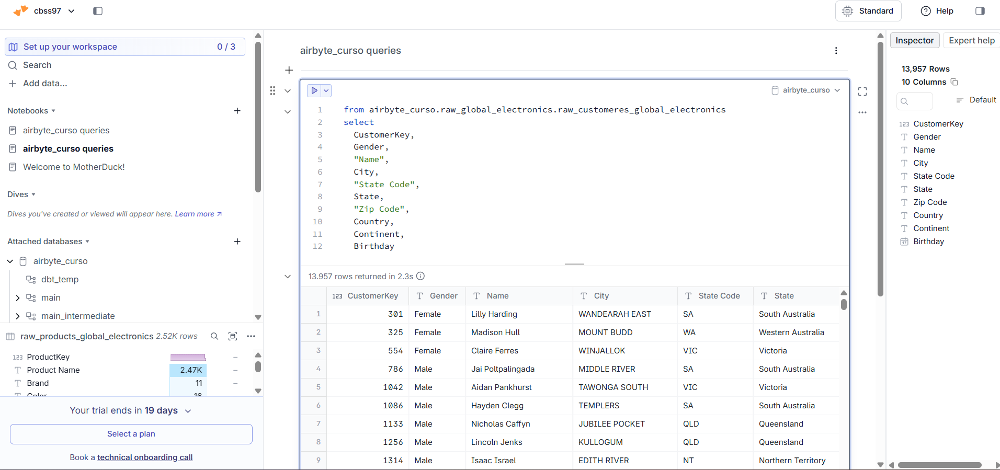 cbss97
Standard
Help
Set up your workspace 0 / 3
Search
Add data...
Notebooks
airbyte_curso queries
airbyte_curso queries
Welcome to MotherDuck!
Dives
Dives you've created or viewed will appear here. Learn more
Attached databases
airbyte_curso
dbt_temp
main
main_intermediate
raw_products_global_electronics 2.52K rows
123 ProductKey –
T Product Name 2.47K –
T Brand 11 –
T Color 16
Your trial ends in 19 days
Select a plan
Book a technical onboarding call
airbyte_curso queries
airbyte_curso
1 from airbyte_curso.raw_global_electronics.raw_customeres_global_electronics
2 select
3 CustomerKey,
4 Gender,
5 "Name",
6 City,
7 "State Code",
8 State,
9 "Zip Code",
10 Country,
11 Continent,
12 Birthday
13.957 rows returned in 2.3s
123 CustomerKey T Gender T Name T City T State Code T State
1 301 Female Lilly Harding WANDEARAH EAST SA South Australia
2 325 Female Madison Hull MOUNT BUDD WA Western Australia
3 554 Female Claire Ferres WINJALLOK VIC Victoria
4 786 Male Jai Poltpalingada MIDDLE RIVER SA South Australia
5 1042 Male Aidan Pankhurst TAWONGA SOUTH VIC Victoria
6 1086 Male Hayden Clegg TEMPLERS SA South Australia
7 1133 Male Nicholas Caffyn JUBILEE POCKET QLD Queensland
8 1256 Male Lincoln Jenks KULLOGUM QLD Queensland
9 1314 Male Isaac Israel EDITH RIVER NT Northern Territory
Inspector Expert help
13,957 Rows
10 Columns
Default
123 CustomerKey
T Gender
T Name
T City
T State Code
T State
T Zip Code
T Country
T Continent
17 Birthday